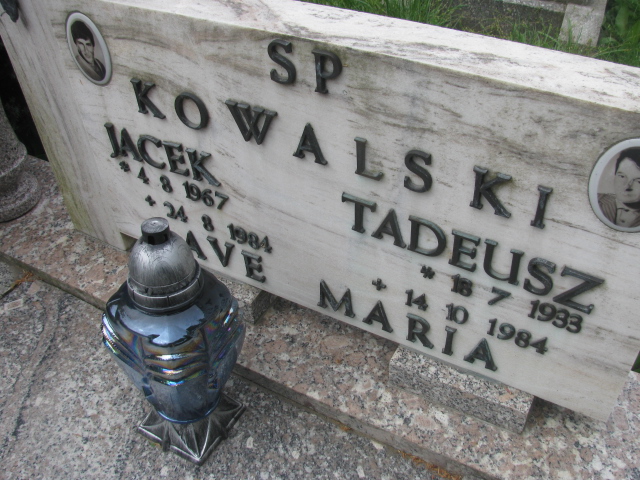 SP
KOWALSKI
JACEK
* 4 8 1967
+ 24 8 1984
TADEUSZ
* 18 7 1933
+ 14 10 1984
AVE MARIA